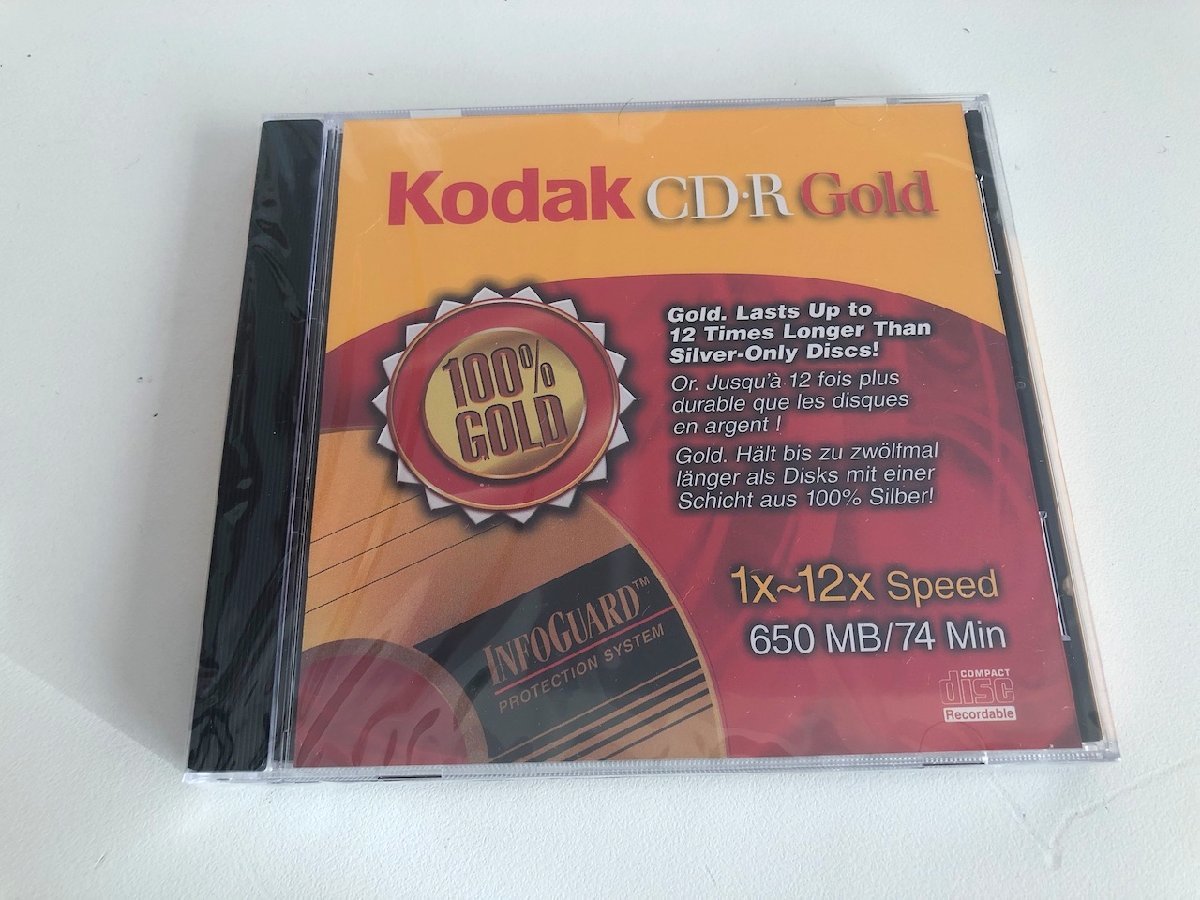 Kodak CD-R Gold
100%
GOLD
Gold. Lasts Up to
12 Times Longer Than
Silver-Only Discs!
Or. Jusqu'à 12 fois plus
durable que les disques
en argent !
Gold. Hält bis zu zwölfmal
länger als Disks mit einer
Schicht aus 100% Silber!
1x~12x Speed
650 MB/74 Min
INFOGUARD™
PROTECTION SYSTEM
COMPACT
disc
Recordable